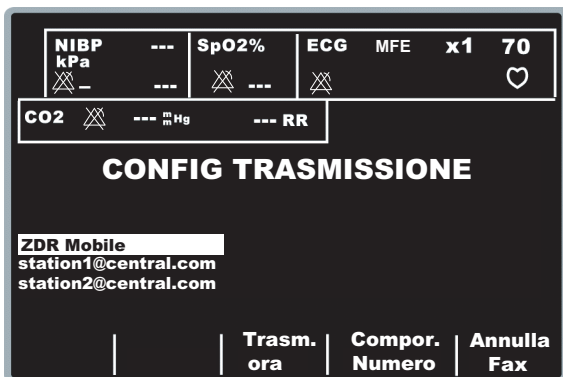 NIBP --- SpO2% ECG MFE x1 70
kPa
– --- ---
CO2 --- mmHg --- RR
CONFIG TRASMISSIONE
ZDR Mobile
station1@central.com
station2@central.com
Trasm. Compor. Annulla
ora Numero Fax